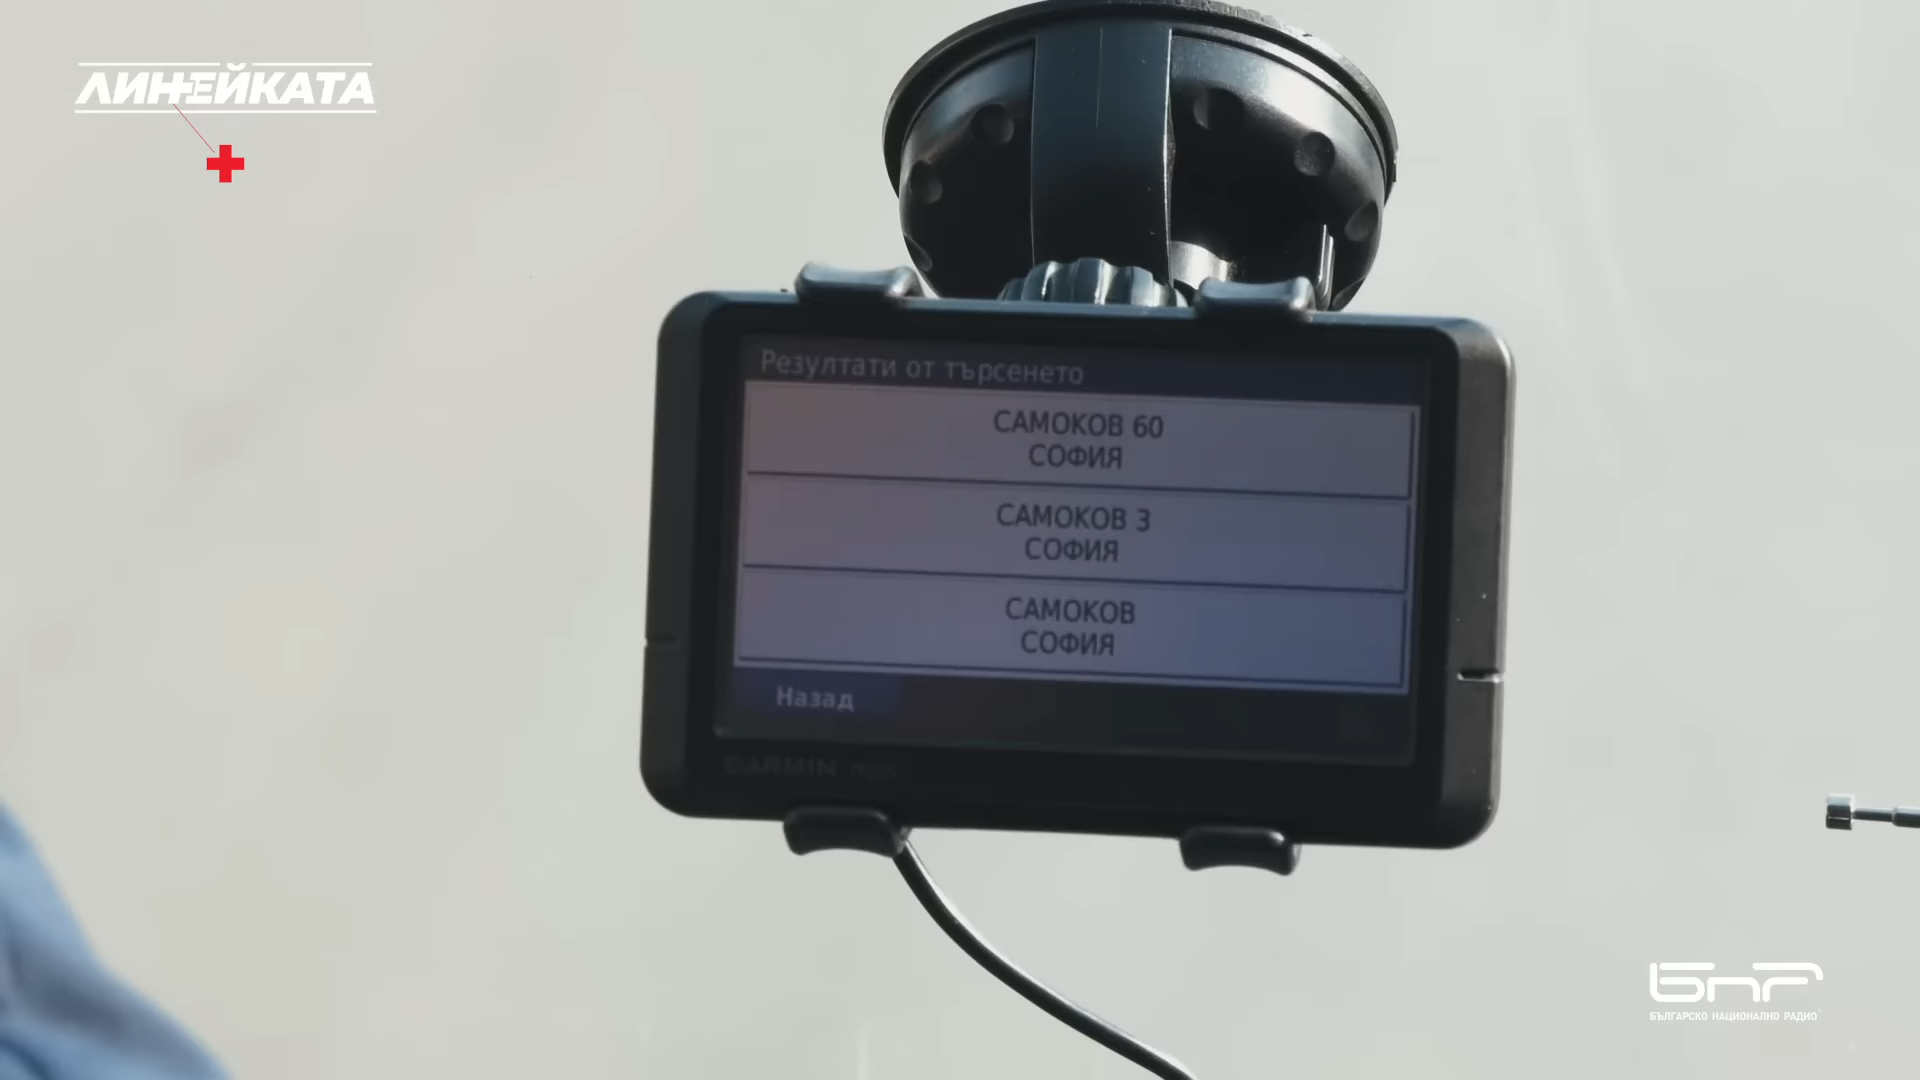 ЛИНЕЙКАТА
Резултати от търсенето
САМОКОВ 60
СОФИЯ
САМОКОВ 3
СОФИЯ
САМОКОВ
СОФИЯ
Назад
GARMIN
БНР
БЪЛГАРСКО НАЦИОНАЛНО РАДИО